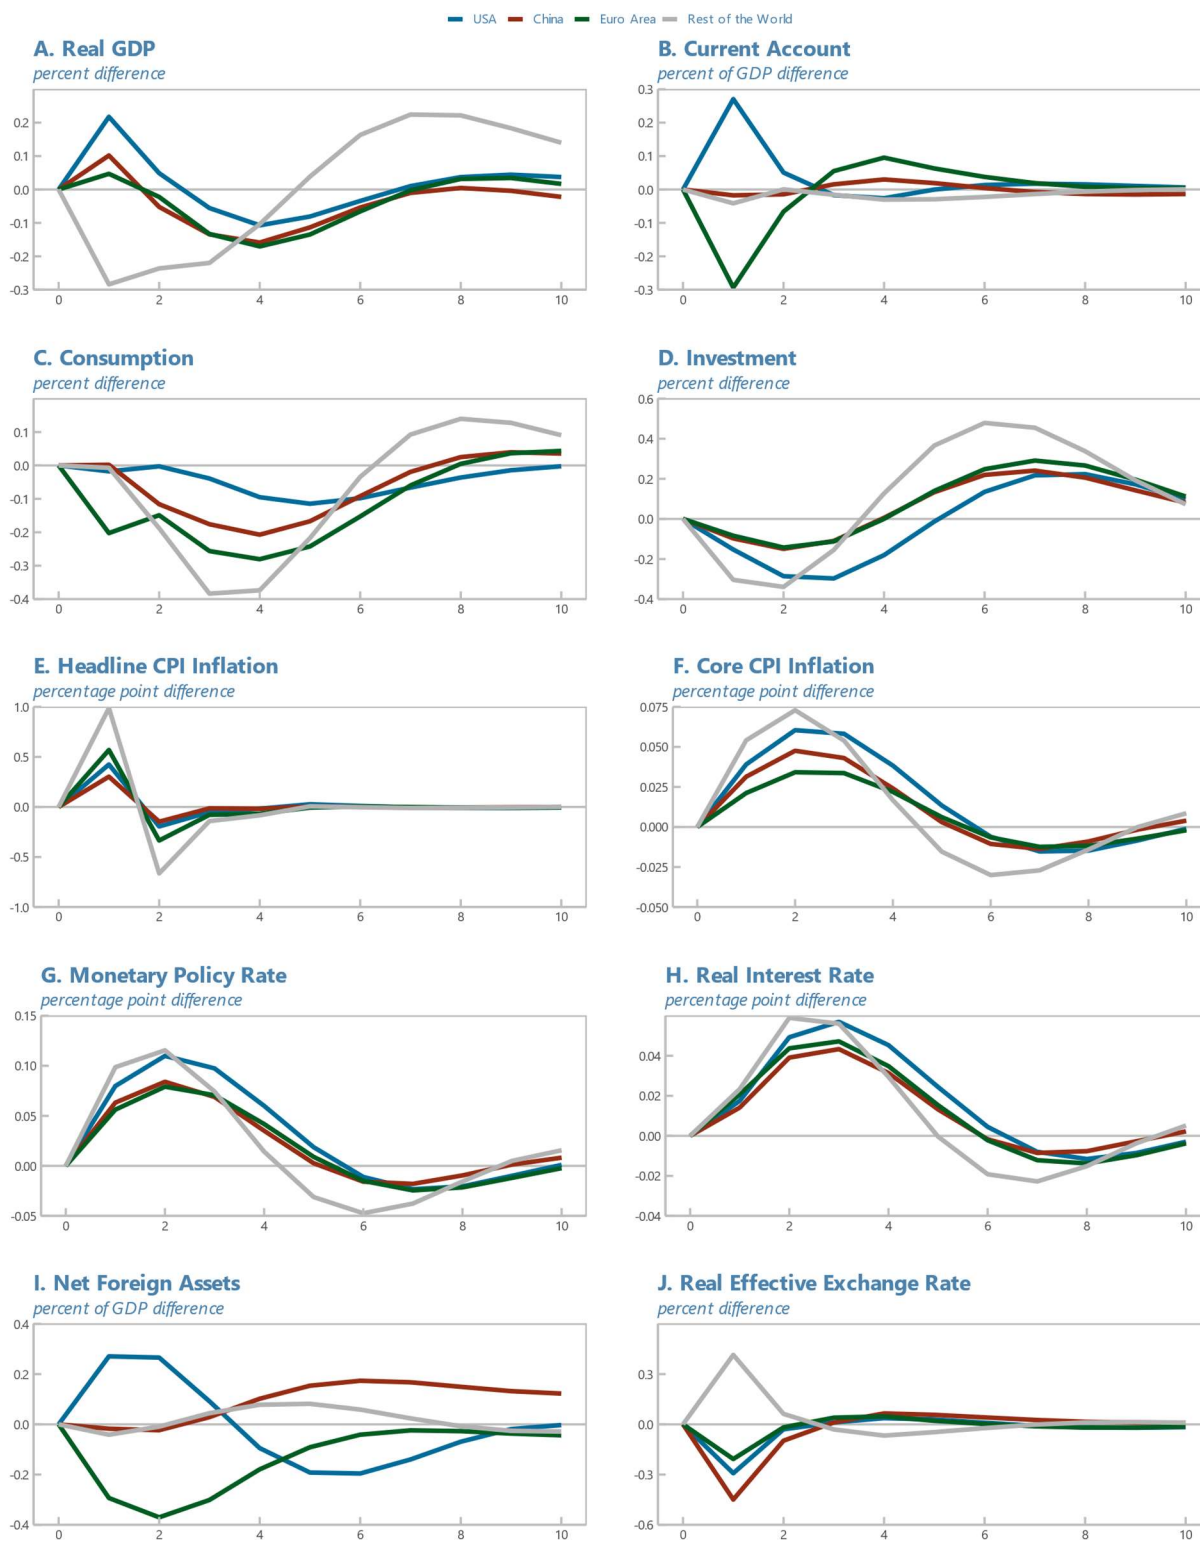 USA China Euro Area Rest of the World
A. Real GDP
percent difference
0.2
0.1
0.0
-0.1
-0.2
-0.3
0 2 4 6 8 10
B. Current Account
percent of GDP difference
0.3
0.2
0.1
0.0
-0.1
-0.2
-0.3
0 2 4 6 8 10
C. Consumption
percent difference
0.1
0.0
-0.1
-0.2
-0.3
-0.4
0 2 4 6 8 10
D. Investment
percent difference
0.6
0.4
0.2
0.0
-0.2
-0.4
0 2 4 6 8 10
E. Headline CPI Inflation
percentage point difference
1.0
0.5
0.0
-0.5
-1.0
0 2 4 6 8 10
F. Core CPI Inflation
percentage point difference
0.075
0.050
0.025
0.000
-0.025
-0.050
0 2 4 6 8 10
G. Monetary Policy Rate
percentage point difference
0.15
0.10
0.05
0.00
-0.05
0 2 4 6 8 10
H. Real Interest Rate
percentage point difference
0.04
0.02
0.00
-0.02
-0.04
0 2 4 6 8 10
I. Net Foreign Assets
percent of GDP difference
0.4
0.2
0.0
-0.2
-0.4
0 2 4 6 8 10
J. Real Effective Exchange Rate
percent difference
0.3
0.0
-0.3
-0.6
0 2 4 6 8 10